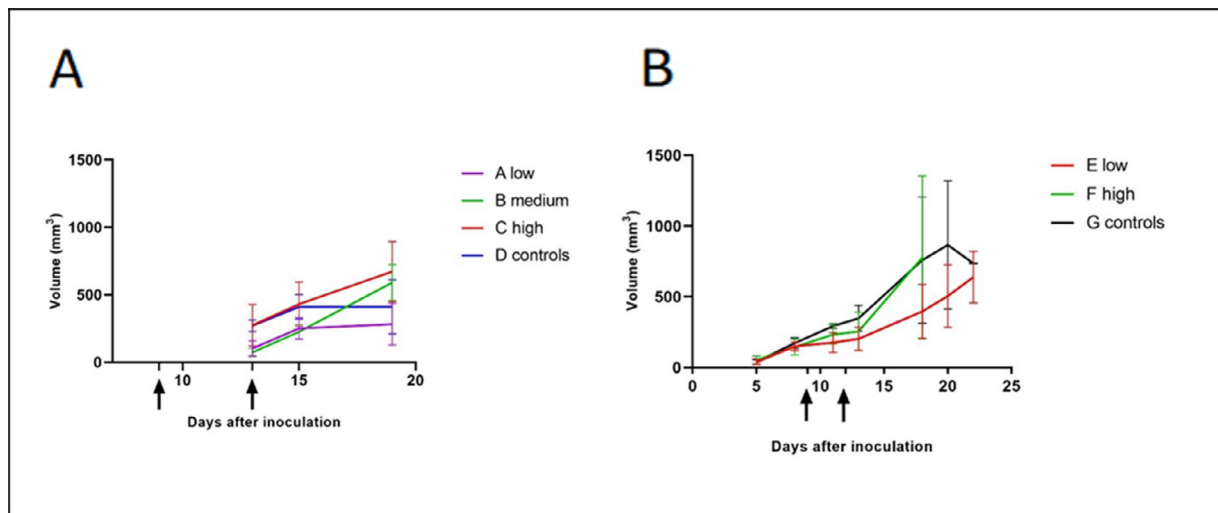 A
1500
1000
500
0
Volume (mm³)
10
15
20
Days after inoculation
A low
B medium
C high
D controls
B
1500
1000
500
0
Volume (mm³)
0
5
10
15
20
25
Days after inoculation
E low
F high
G controls